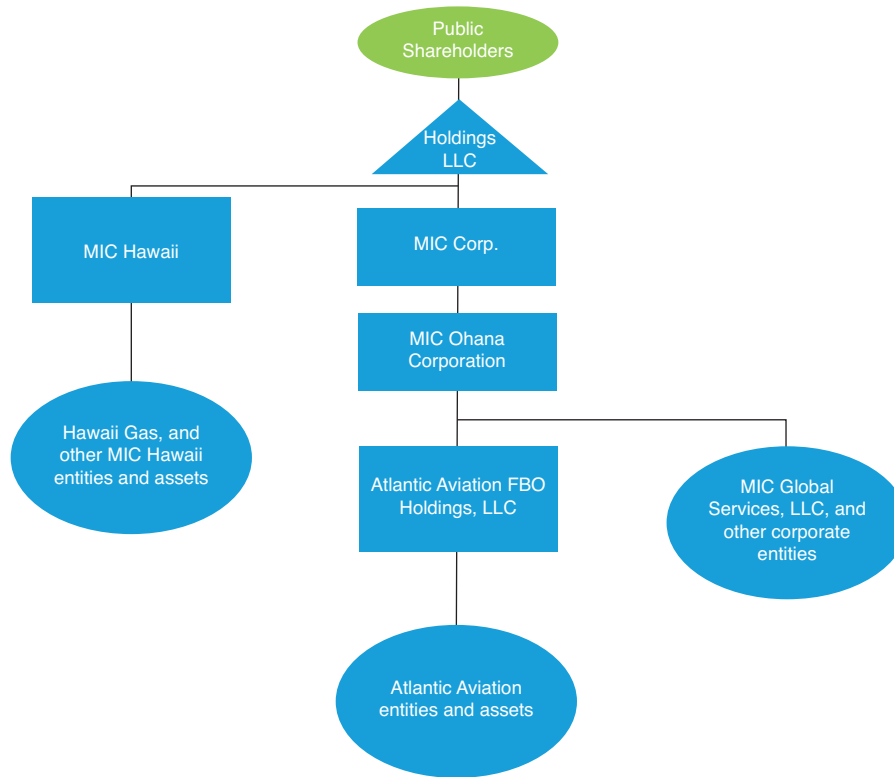 Public
Shareholders
Holdings
LLC
MIC Hawaii
MIC Corp.
MIC Ohana
Corporation
Hawaii Gas, and
other MIC Hawaii
entities and assets
Atlantic Aviation FBO
Holdings, LLC
MIC Global
Services, LLC, and
other corporate
entities
Atlantic Aviation
entities and assets